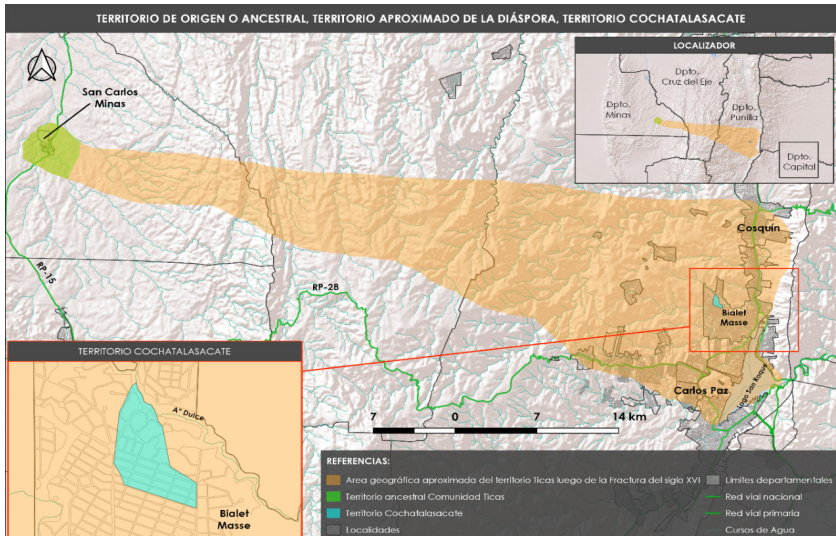 TERRITORIO DE ORIGEN O ANCESTRAL, TERRITORIO APROXIMADO DE LA DIÁSPORA, TERRITORIO COCHATALASACATE
LOCALIZADOR
Dpto.
Cruz del Eje
Dpto.
Minas
Dpto.
Punilla
Dpto.
Capital
San Carlos
Minas
Cosquín
RP-15
RP-28
Bialet
Masse
Carlos Paz
Lago San Roque
7 0 7 14 km
TERRITORIO COCHATALASACATE
Aº Dulce
Bialet
Masse
REFERENCIAS:
Area geográfica aproximada del territorio Ticas luego de la Fractura del siglo XVI
Territorio ancestral Comunidad Ticas
Territorio Cochatalasacate
Localidades
Límites departamentales
Red vial nacional
Red vial primaria
Cursos de Agua